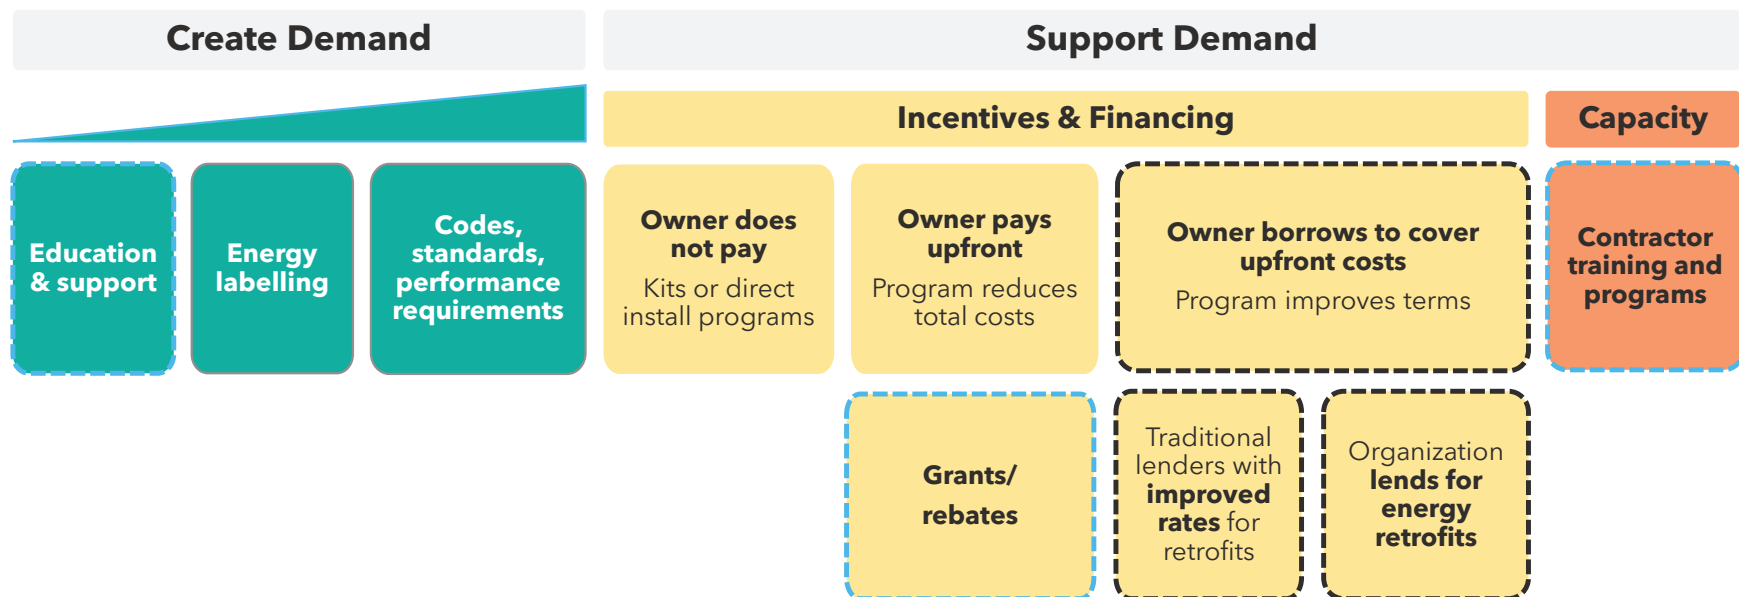 Create Demand
Support Demand
Incentives & Financing
Capacity
Education
& support
Energy
labelling
Codes,
standards,
performance
requirements
Owner does
not pay
Kits or direct
install programs
Owner pays
upfront
Program reduces
total costs
Owner borrows to cover
upfront costs
Program improves terms
Contractor
training and
programs
Grants/
rebates
Traditional
lenders with
improved
rates for
retrofits
Organization
lends for
energy
retrofits